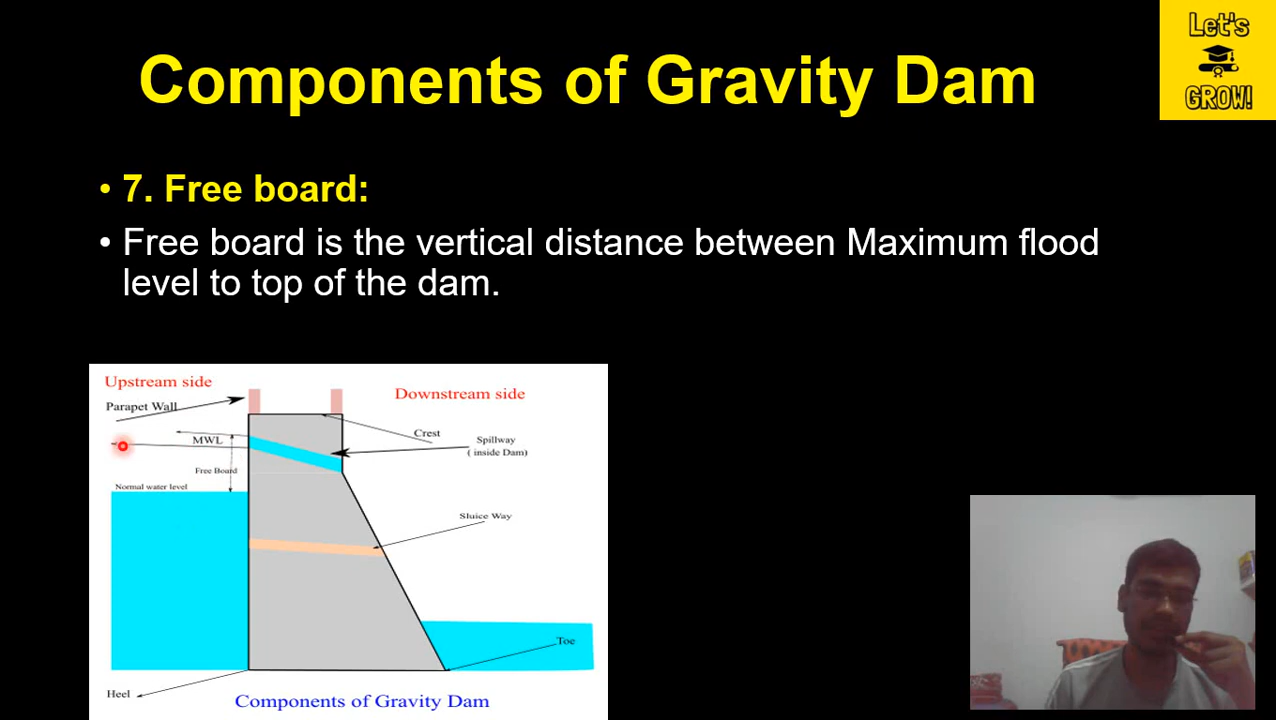 Let's
GROW!
Components of Gravity Dam
• 7. Free board:
• Free board is the vertical distance between Maximum flood
level to top of the dam.
Upstream side
Downstream side
Parapet Wall
Crest
MWL
Spillway
( inside Dam)
Free Board
Normal water level
Sluice Way
Toe
Heel
Components of Gravity Dam